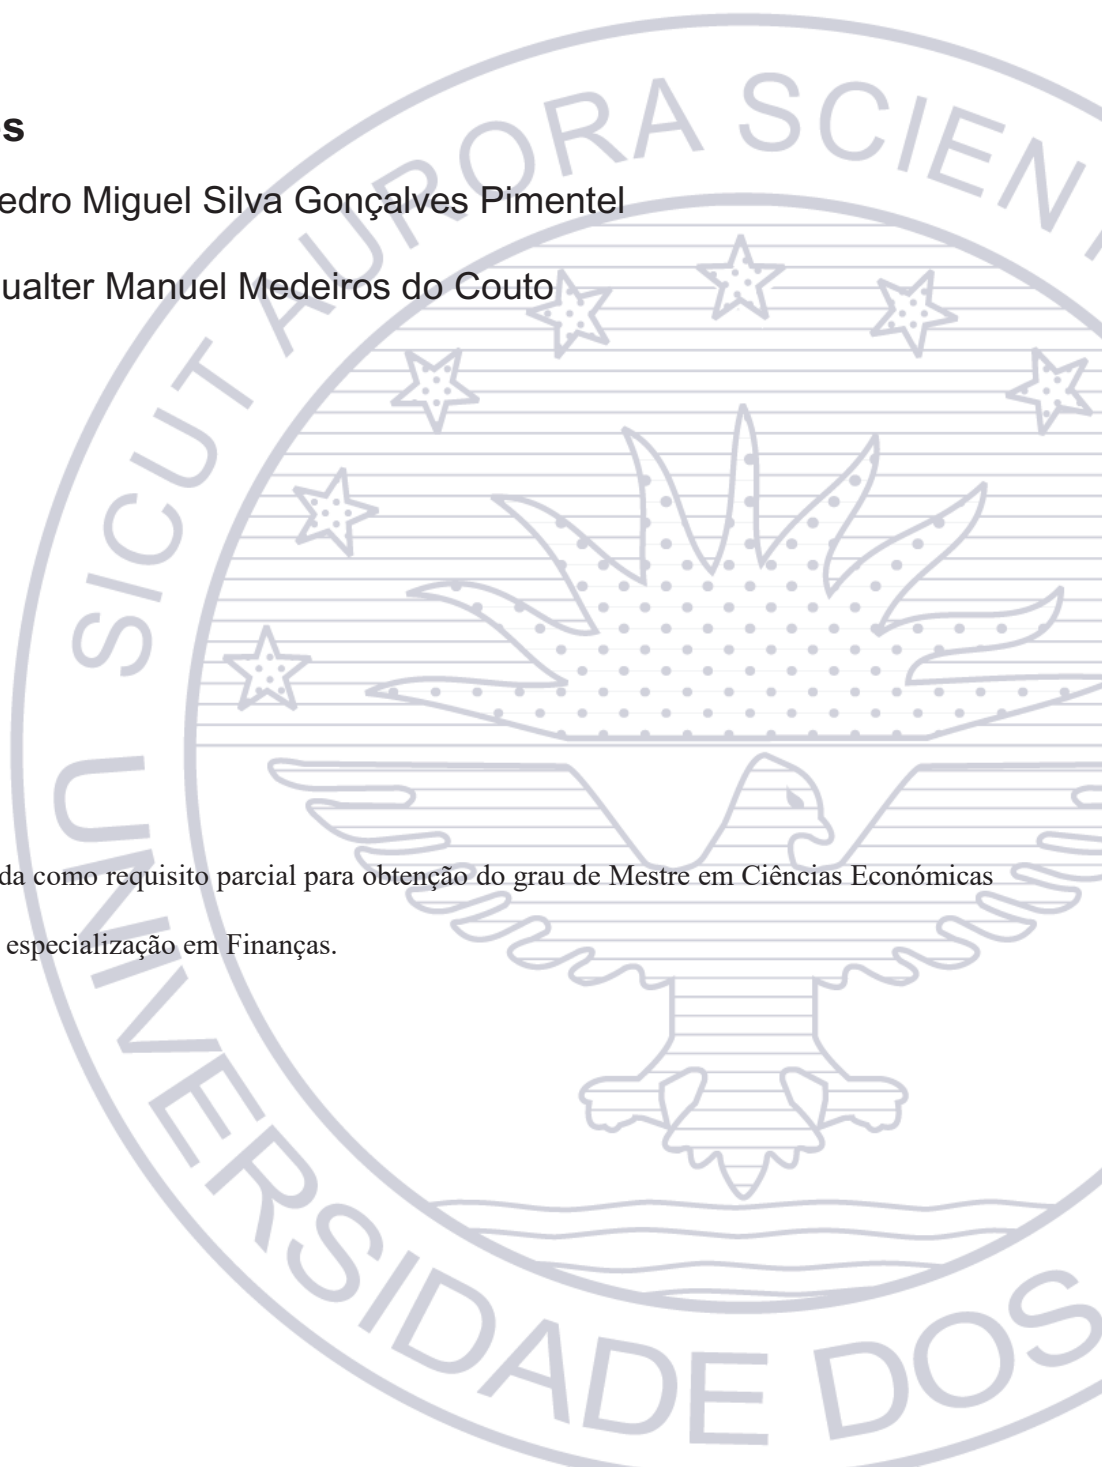 s
edro Miguel Silva Gonçalves Pimentel
ualter Manuel Medeiros do Couto
da como requisito parcial para obtenção do grau de Mestre em Ciências Económicas
especialização em Finanças.
SICUT AURORA SCIEN
UNIVERSIDADE DOS